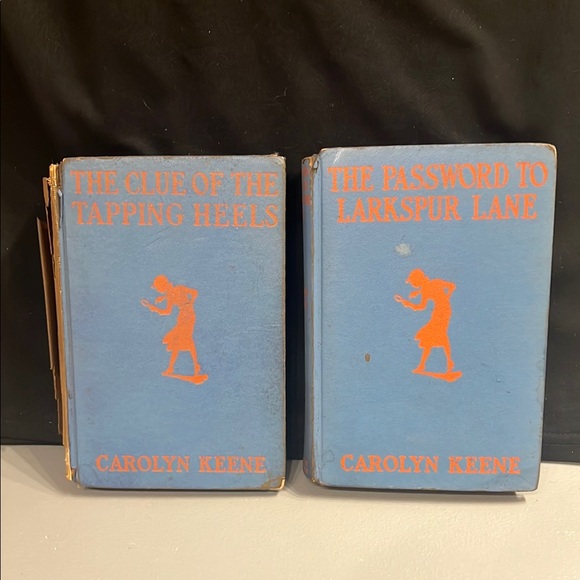 THE CLUE OF THE
TAPPING HEELS
CAROLYN KEENE
THE PASSWORD TO
LARKSPUR LANE
CAROLYN KEENE